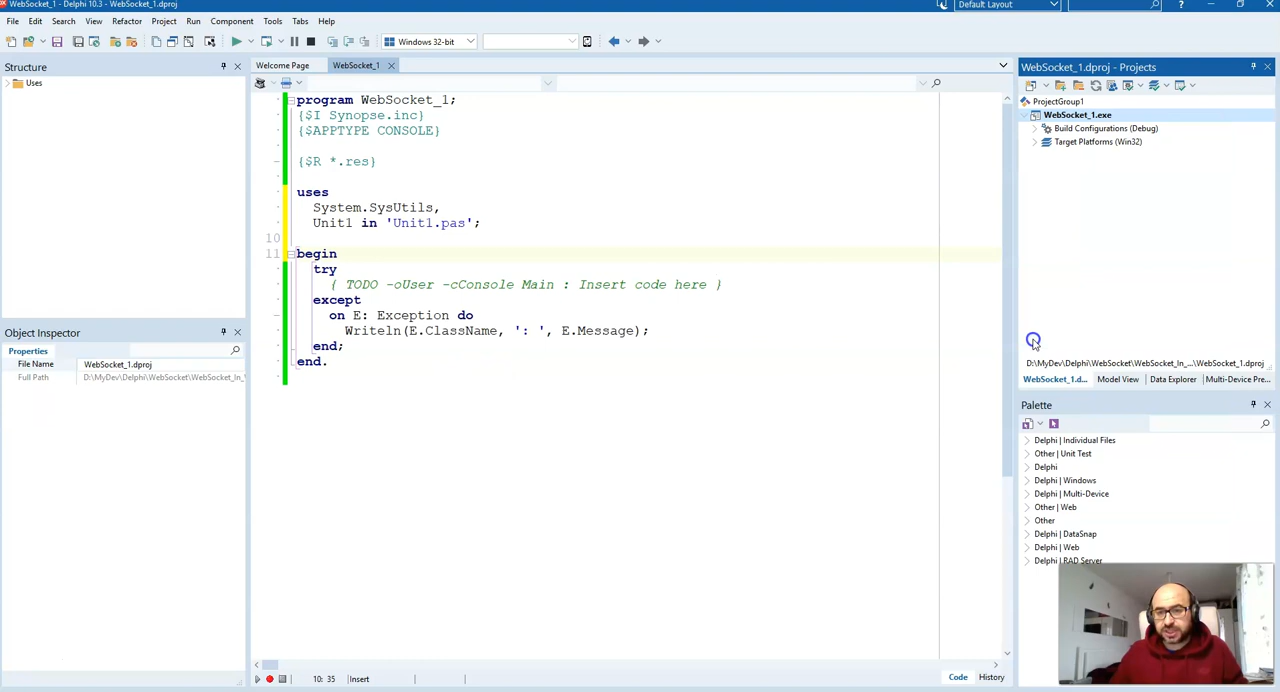 WebSocket_1 - Delphi 10.3 - WebSocket_1.dproj
Default Layout
File Edit Search View Refactor Project Run Component Tools Tabs Help
Windows 32-bit
Structure
Uses
Welcome Page
WebSocket_1
program WebSocket_1;
{$I Synopse.inc}
{$APPTYPE CONSOLE}
{$R *.res}
uses
System.SysUtils,
Unit1 in 'Unit1.pas';
10
11 begin
try
{ TODO -oUser -cConsole Main : Insert code here }
except
on E: Exception do
Writeln(E.ClassName, ': ', E.Message);
end;
end.
Object Inspector
Properties
File Name WebSocket_1.dproj
Full Path D:\MyDev\Delphi\WebSocket\WebSocket_In_
10: 35 Insert
Code History
WebSocket_1.dproj - Projects
ProjectGroup1
WebSocket_1.exe
Build Configurations (Debug)
Target Platforms (Win32)
D:\MyDev\Delphi\WebSocket\WebSocket_In_...\WebSocket_1.dproj
WebSocket_1.d... Model View Data Explorer Multi-Device Pre...
Palette
Delphi | Individual Files
Other | Unit Test
Delphi
Delphi | Windows
Delphi | Multi-Device
Other | Web
Other
Delphi | DataSnap
Delphi | Web
Delphi | RAD Server